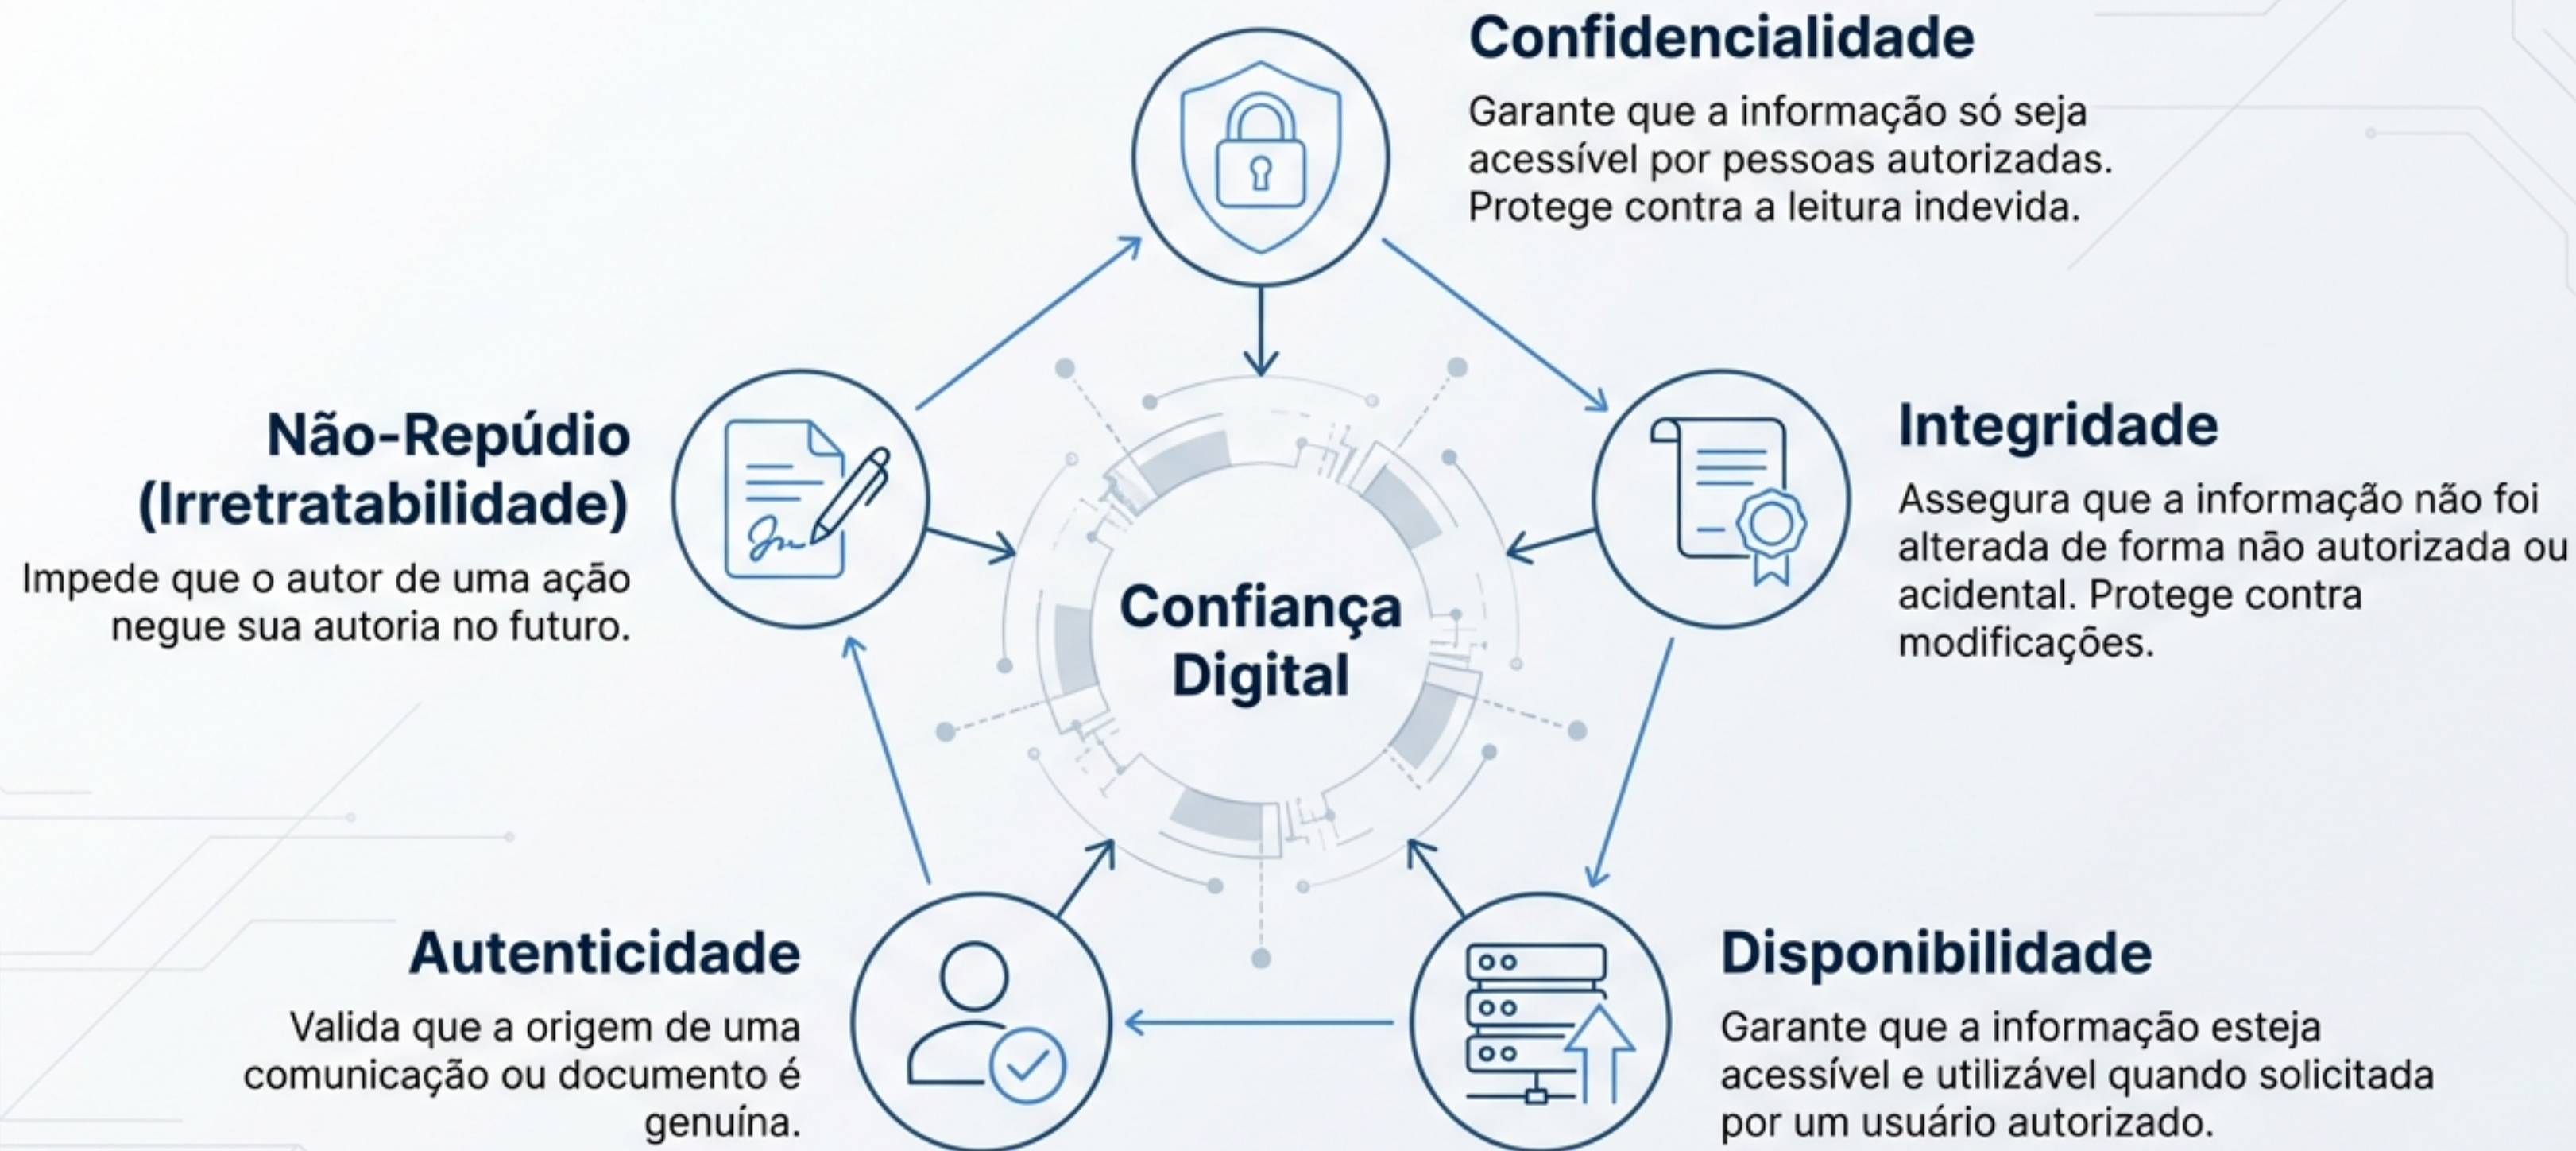 Confidencialidade
Garante que a informação só seja
acessível por pessoas autorizadas.
Protege contra a leitura indevida.
Não-Repúdio
(Irretratabilidade)
Impede que o autor de uma ação
negue sua autoria no futuro.
Integridade
Assegura que a informação não foi
alterada de forma não autorizada ou
acidental. Protege contra
modificações.
Confiança
Digital
Autenticidade
Valida que a origem de uma
comunicação ou documento é
genuína.
Disponibilidade
Garante que a informação esteja
acessível e utilizável quando solicitada
por um usuário autorizado.